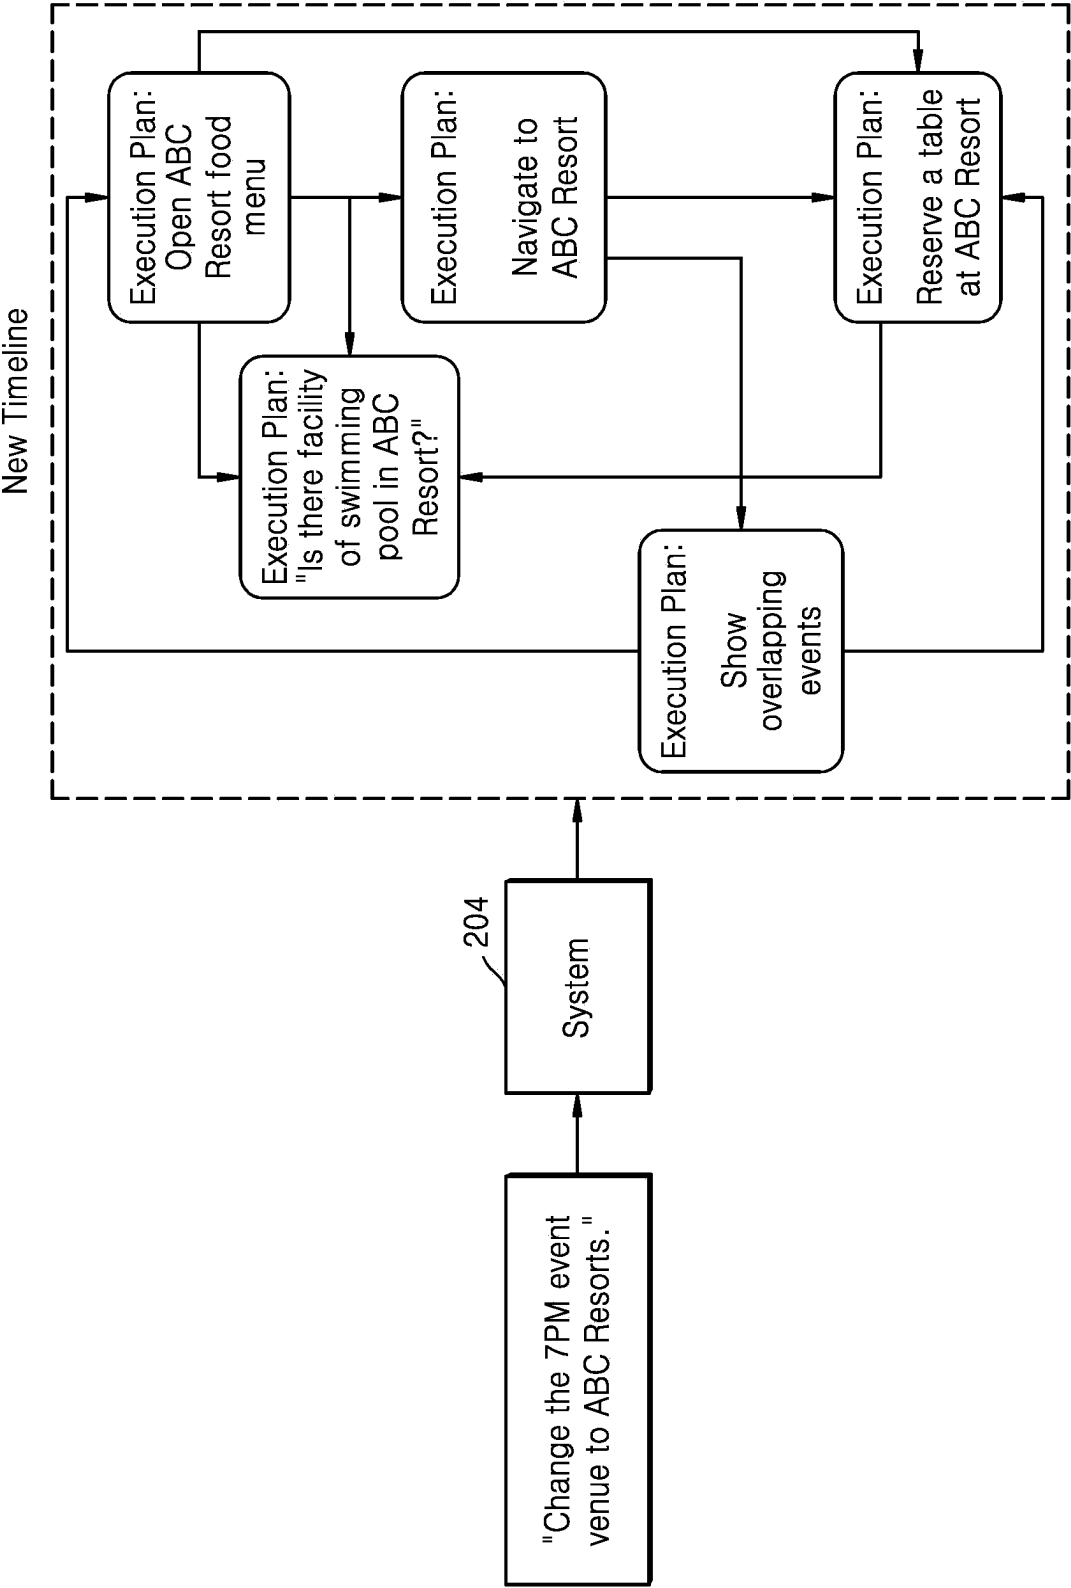 New Timeline
"Change the 7PM event
venue to ABC Resorts."
204
System
Execution Plan:
Open ABC
Resort food
menu
Execution Plan:
"Is there facility
of swimming
pool in ABC
Resort?"
Execution Plan:
Navigate to
ABC Resort
Execution Plan:
Show
overlapping
events
Execution Plan:
Reserve a table
at ABC Resort